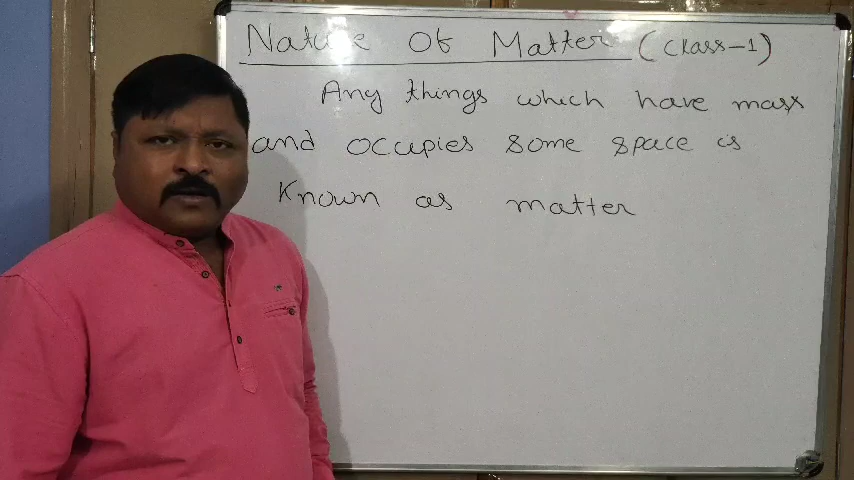 Nature Of Matter (Class-1)
Any things which have mass
and occupies some space is
Known as matter